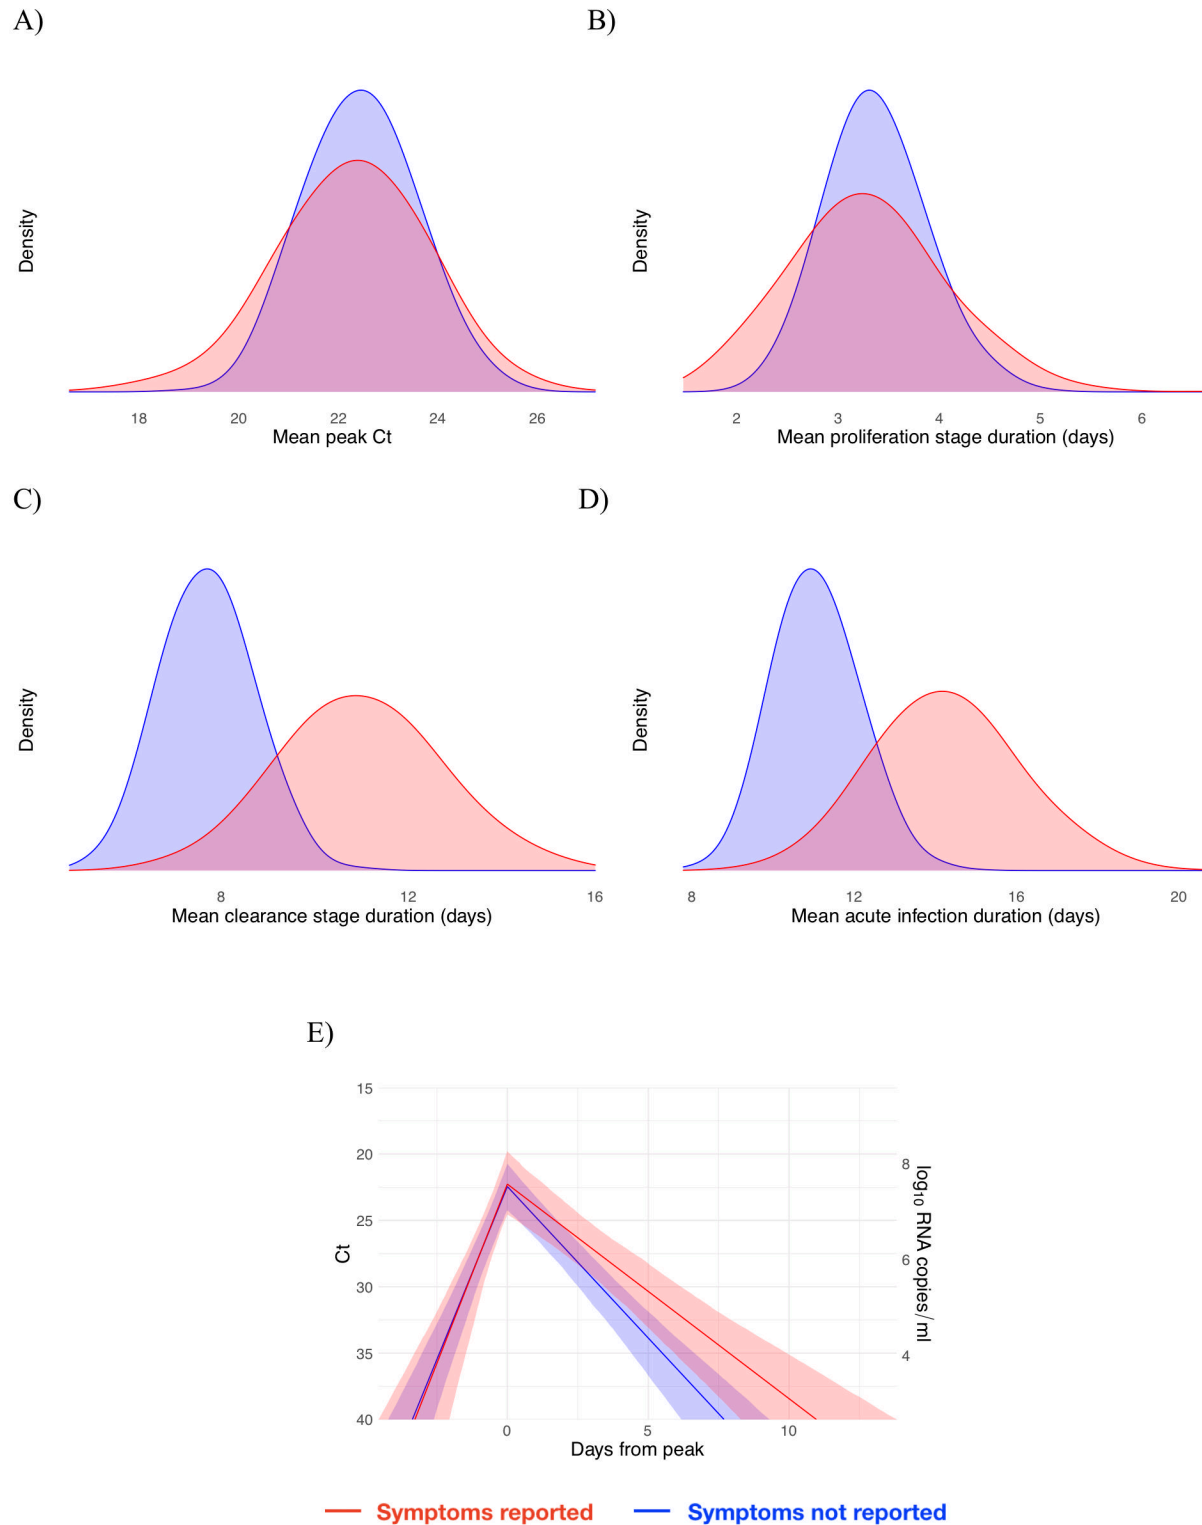 A)
B)
Density
18 20 22 24 26
Mean peak Ct
Density
2 3 4 5 6
Mean proliferation stage duration (days)
C)
D)
Density
8 12 16
Mean clearance stage duration (days)
Density
8 12 16 20
Mean acute infection duration (days)
E)
15
20
25
30
35
40
Ct
8
6
4
log10 RNA copies/ml
0 5 10
Days from peak
Symptoms reported
Symptoms not reported